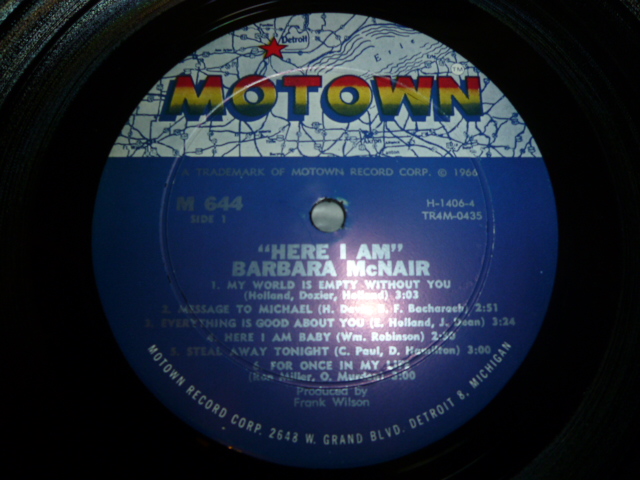 Detroit
ERIE
MOTOWN
TM
A TRADEMARK OF MOTOWN RECORD CORP. © 1966
M 644
SIDE 1
H-1406-4
TR4M-0435
"HERE I AM"
BARBARA McNAIR
1. MY WORLD IS EMPTY WITHOUT YOU
(Holland, Dozier, Holland) 3:03
2. MESSAGE TO MICHAEL (H. David, B. F. Bacharach) 2:51
3. EVERYTHING IS GOOD ABOUT YOU (E. Holland, J. Dean) 3:24
4. HERE I AM BABY (Wm. Robinson) 2:50
5. STEAL AWAY TONIGHT (C. Paul, D. Hamilton) 3:00
6. FOR ONCE IN MY LIFE
(Ron Miller, O. Murden) 3:00
Produced by
Frank Wilson
MOTOWN RECORD CORP. 2648 W. GRAND BLVD. DETROIT 8, MICHIGAN